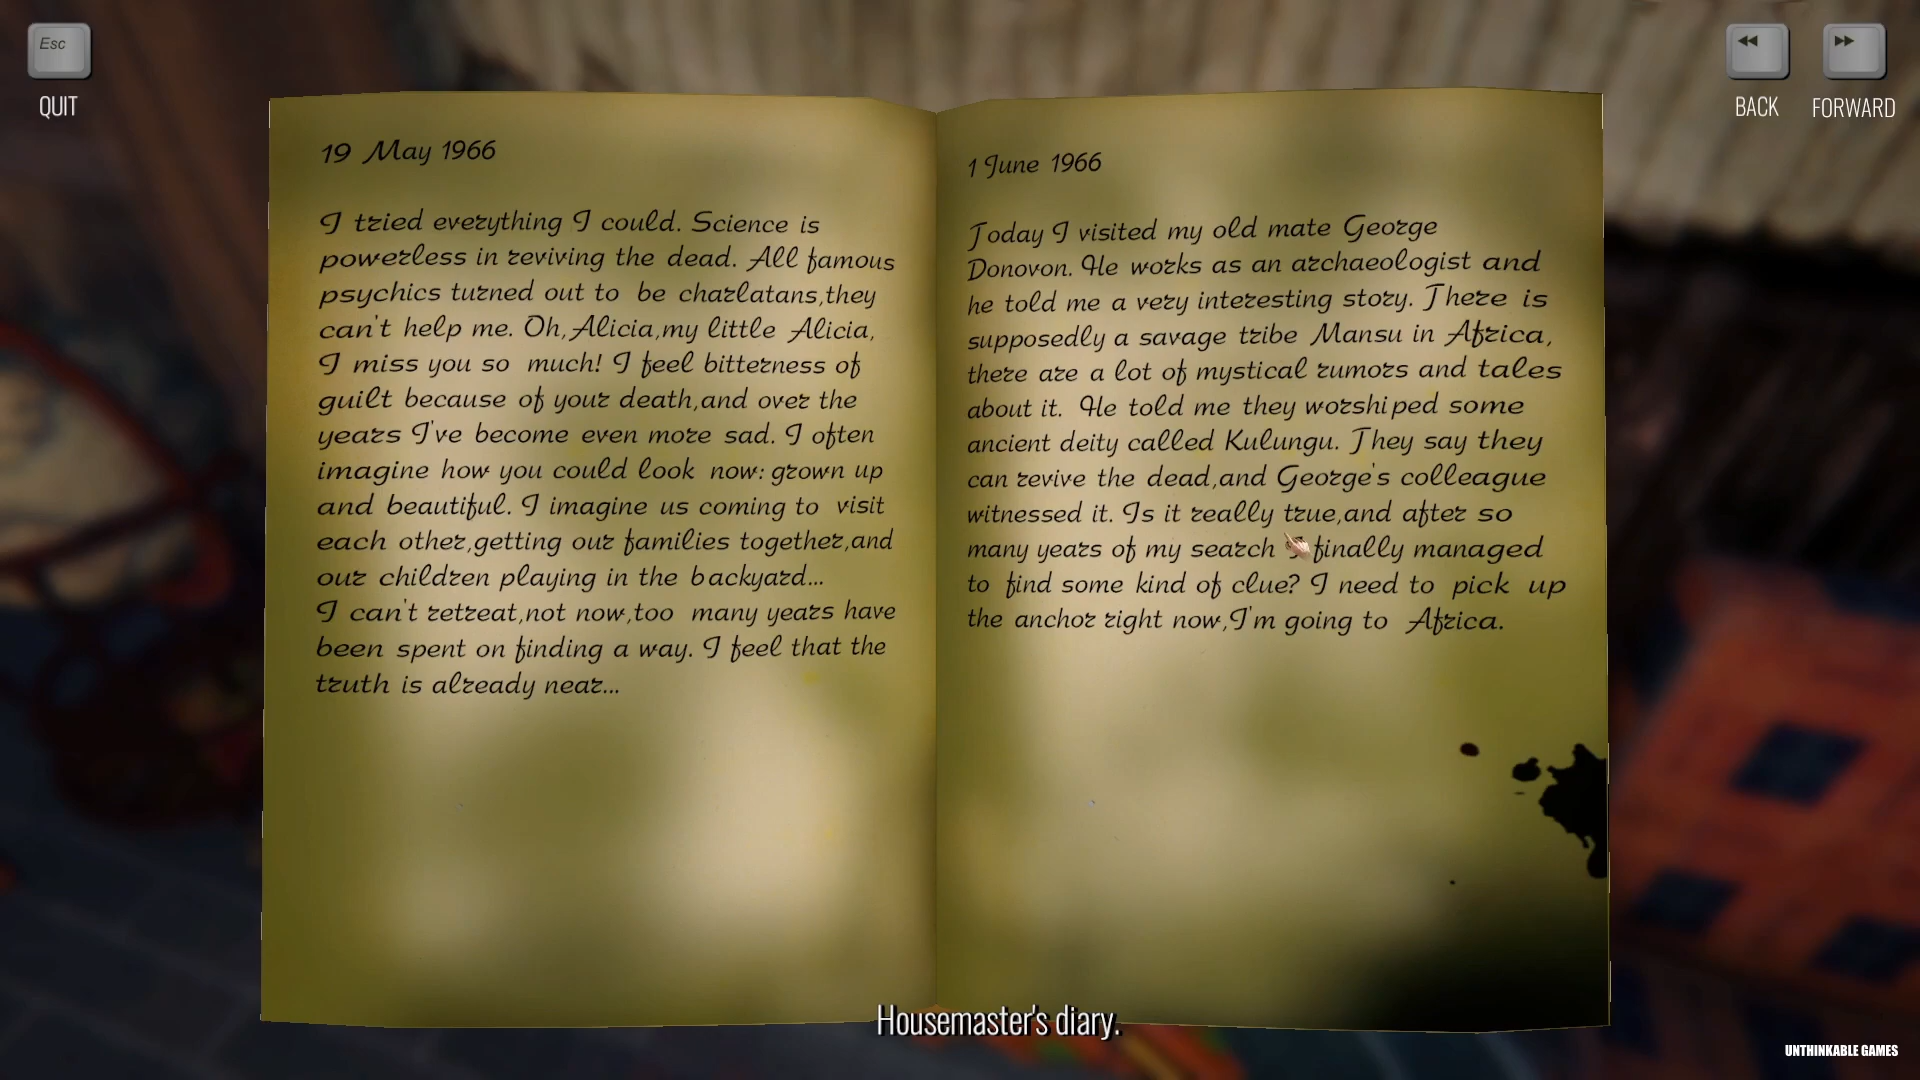 Esc
QUIT
BACK
FORWARD
19 May 1966
I tried everything I could. Science is
powerless in reviving the dead. All famous
psychics turned out to be charlatans,they
can't help me. Oh,Alicia,my little Alicia,
I miss you so much! I feel bitterness of
guilt because of your death,and over the
years I've become even more sad. I often
imagine how you could look now: grown up
and beautiful. I imagine us coming to visit
each other,getting our families together,and
our children playing in the backyard...
I can't retreat,not now,too many years have
been spent on finding a way. I feel that the
truth is already near...
1 June 1966
Today I visited my old mate George
Donovon. He works as an archaeologist and
he told me a very interesting story. There is
supposedly a savage tribe Mansu in Africa,
there are a lot of mystical rumors and tales
about it. He told me they worshiped some
ancient deity called Kulungu. They say they
can revive the dead,and George's colleague
witnessed it. Is it really true,and after so
many years of my search I finally managed
to find some kind of clue? I need to pick up
the anchor right now,I'm going to Africa.
Housemaster's diary.
UNTHINKABLE GAMES